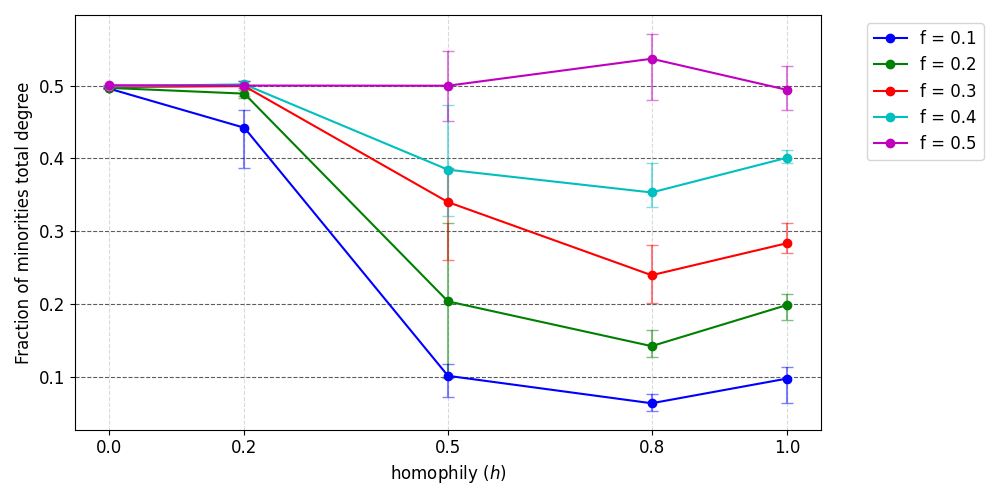 Fraction of minorities total degree
0.5
0.4
0.3
0.2
0.1
0.0 0.2 0.5 0.8 1.0
homophily (h)
f = 0.1
f = 0.2
f = 0.3
f = 0.4
f = 0.5